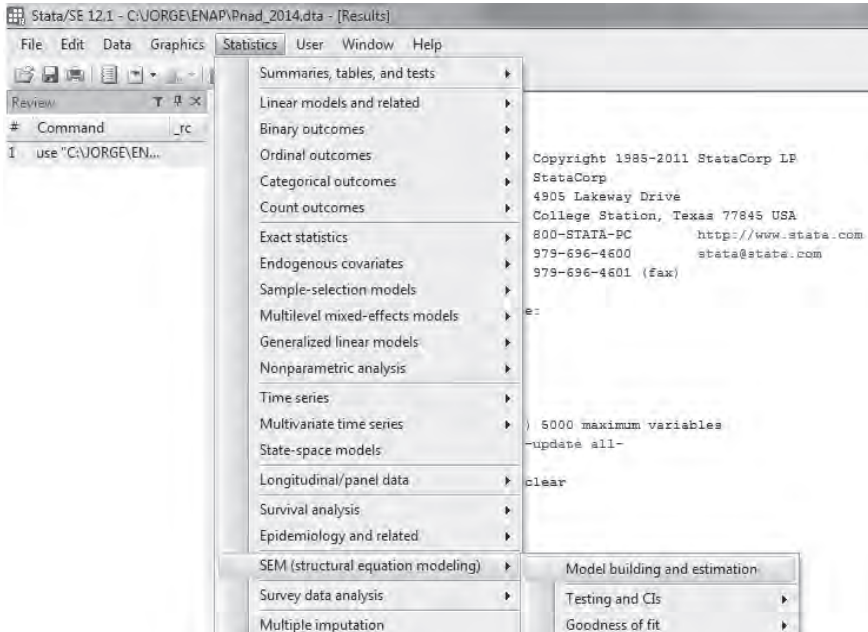 Stata/SE 12.1 - C:\JORGE\ENAP\Pnad_2014.dta - [Results]
File Edit Data Graphics Statistics User Window Help
Review
# Command _rc
1 use "C:\JORGE\EN...
Summaries, tables, and tests
Linear models and related
Binary outcomes
Ordinal outcomes
Categorical outcomes
Count outcomes
Exact statistics
Endogenous covariates
Sample-selection models
Multilevel mixed-effects models
Generalized linear models
Nonparametric analysis
Time series
Multivariate time series
State-space models
Longitudinal/panel data
Survival analysis
Epidemiology and related
SEM (structural equation modeling)
Survey data analysis
Multiple imputation
Model building and estimation
Testing and CIs
Goodness of fit
Copyright 1985-2011 StataCorp LP
StataCorp
4905 Lakeway Drive
College Station, Texas 77845 USA
800-STATA-PC http://www.stata.com
979-696-4600 stata@stata.com
979-696-4601 (fax)
e:
) 5000 maximum variables
-update all-
clear